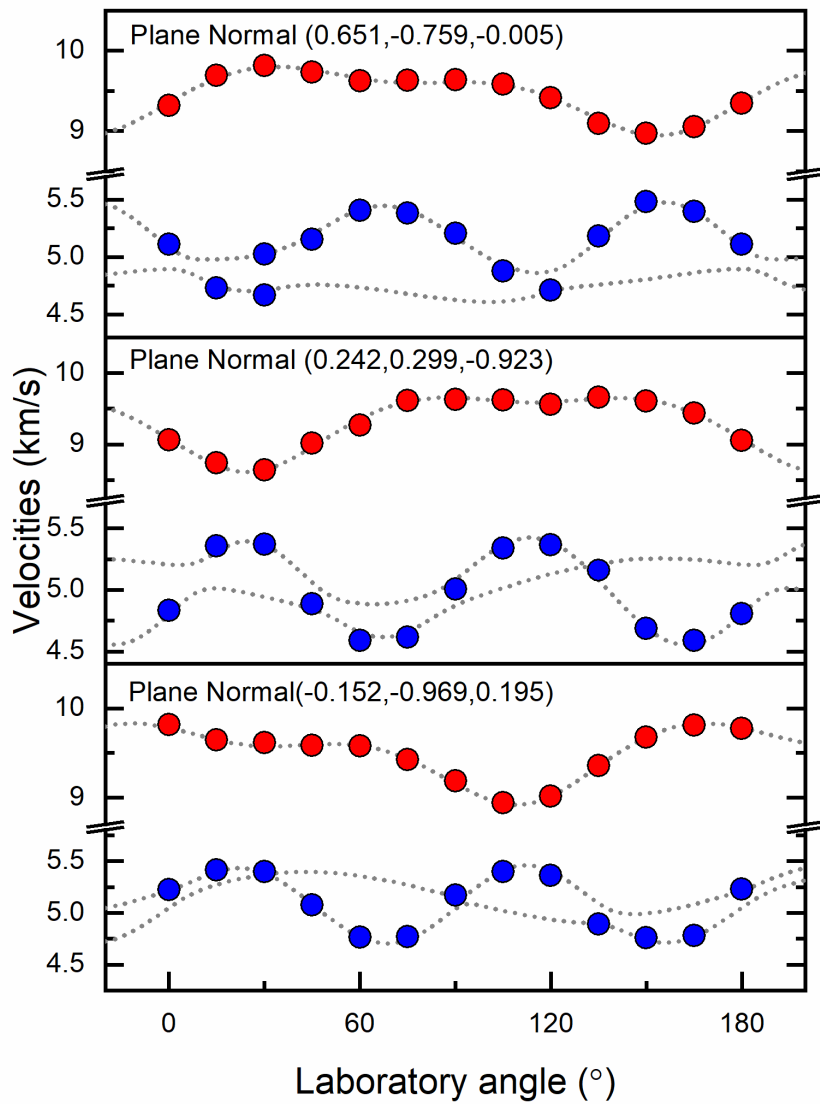 Plane Normal (0.651,-0.759,-0.005)
10
9
5.5
5.0
4.5
Plane Normal (0.242,0.299,-0.923)
10
9
5.5
5.0
4.5
Plane Normal(-0.152,-0.969,0.195)
10
9
5.5
5.0
4.5
Velocities (km/s)
0 60 120 180
Laboratory angle (°)